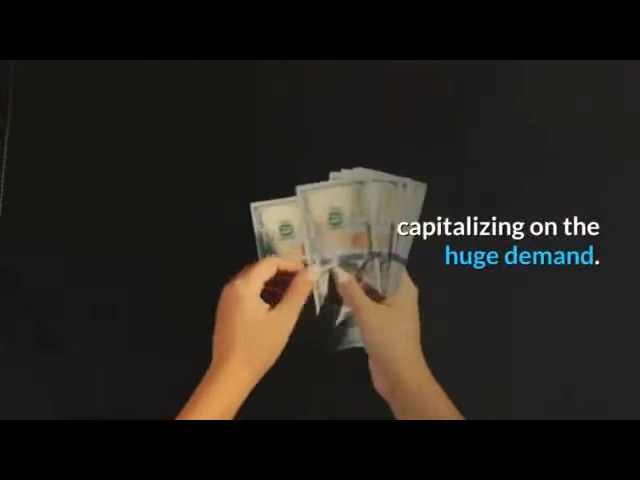 capitalizing on the
huge demand.